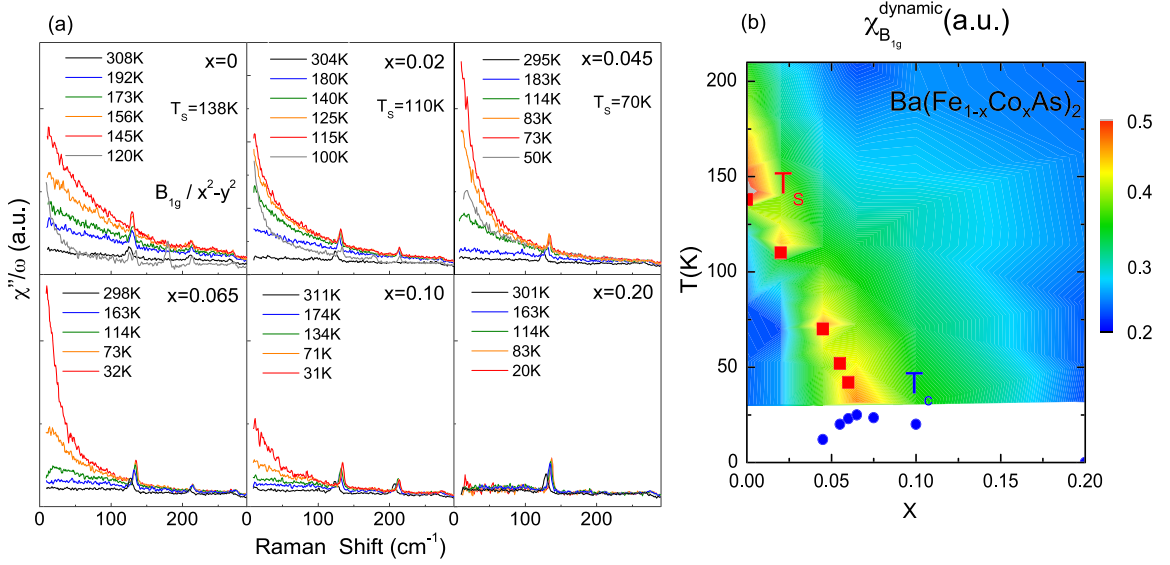 (a)
308K
192K
173K
156K
145K
120K
x=0
T_S=138K
B_1g / x²-y²
304K
180K
140K
125K
115K
100K
x=0.02
T_S=110K
295K
183K
114K
83K
73K
50K
x=0.045
T_S=70K
298K
163K
114K
73K
32K
x=0.065
311K
174K
134K
71K
31K
x=0.10
301K
163K
114K
83K
20K
x=0.20
χ''/ω (a.u.)
0 100 200 0 100 200 0 100 200
Raman Shift (cm⁻¹)
(b)
χ_B_1g^dynamic (a.u.)
Ba(Fe_1-xCo_xAs)_2
T_S
T_c
T(K)
200
150
100
50
0
0.00 0.05 0.10 0.15 0.20
X
0.5
0.4
0.3
0.2